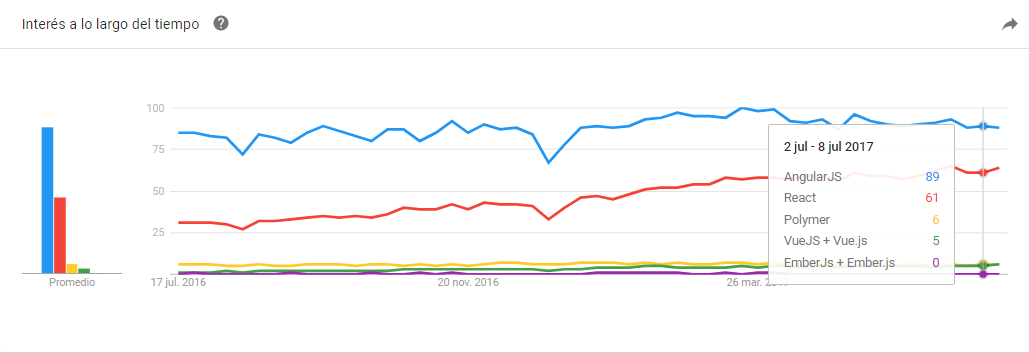 Interés a lo largo del tiempo
100
75
50
25
Promedio
17 jul. 2016
20 nov. 2016
26 mar. 2017
2 jul - 8 jul 2017
AngularJS 89
React 61
Polymer 6
VueJS + Vue.js 5
EmberJs + Ember.js 0